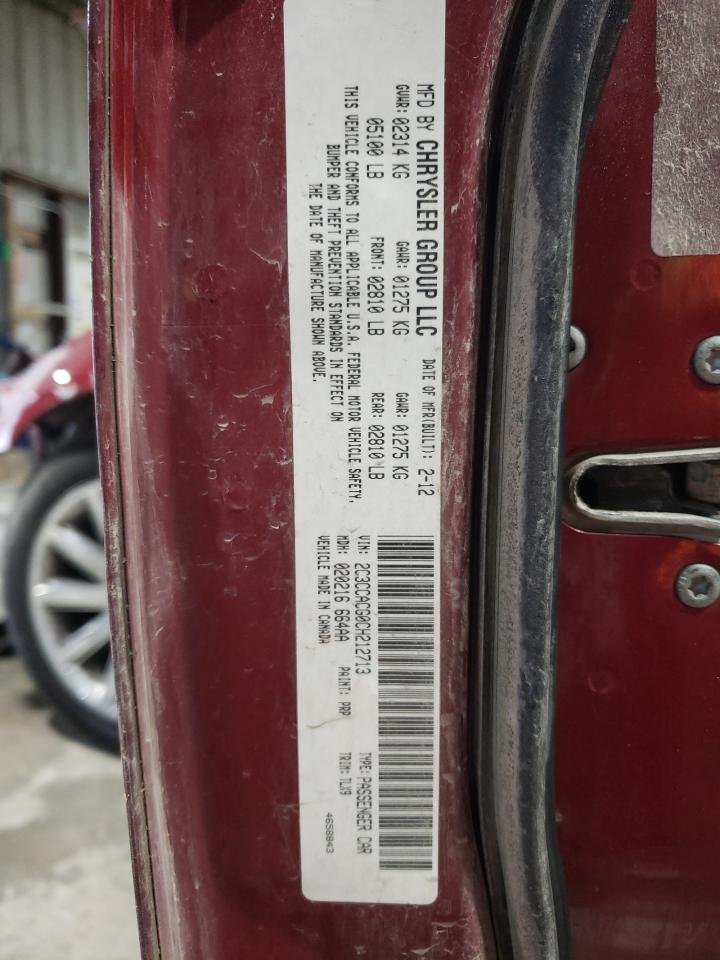 MFD BY CHRYSLER GROUP LLC DATE OF MFR(BUILT): 2-12
GVWR: 02314 KG GAWR: 01275 KG GAWR: 01275 KG
05100 LB FRONT: 02810 LB REAR: 02810 LB
THIS VEHICLE CONFORMS TO ALL APPLICABLE U.S.A. FEDERAL MOTOR VEHICLE SAFETY,
BUMPER AND THEFT PREVENTION STANDARDS IN EFFECT ON
THE DATE OF MANUFACTURE SHOWN ABOVE.
VIN: 2C3CCACG0CH212713 TYPE: PASSENGER CAR
MDH: 020216 664AA PAINT: PRP TRIM: TLX9
VEHICLE MADE IN CANADA 4658843